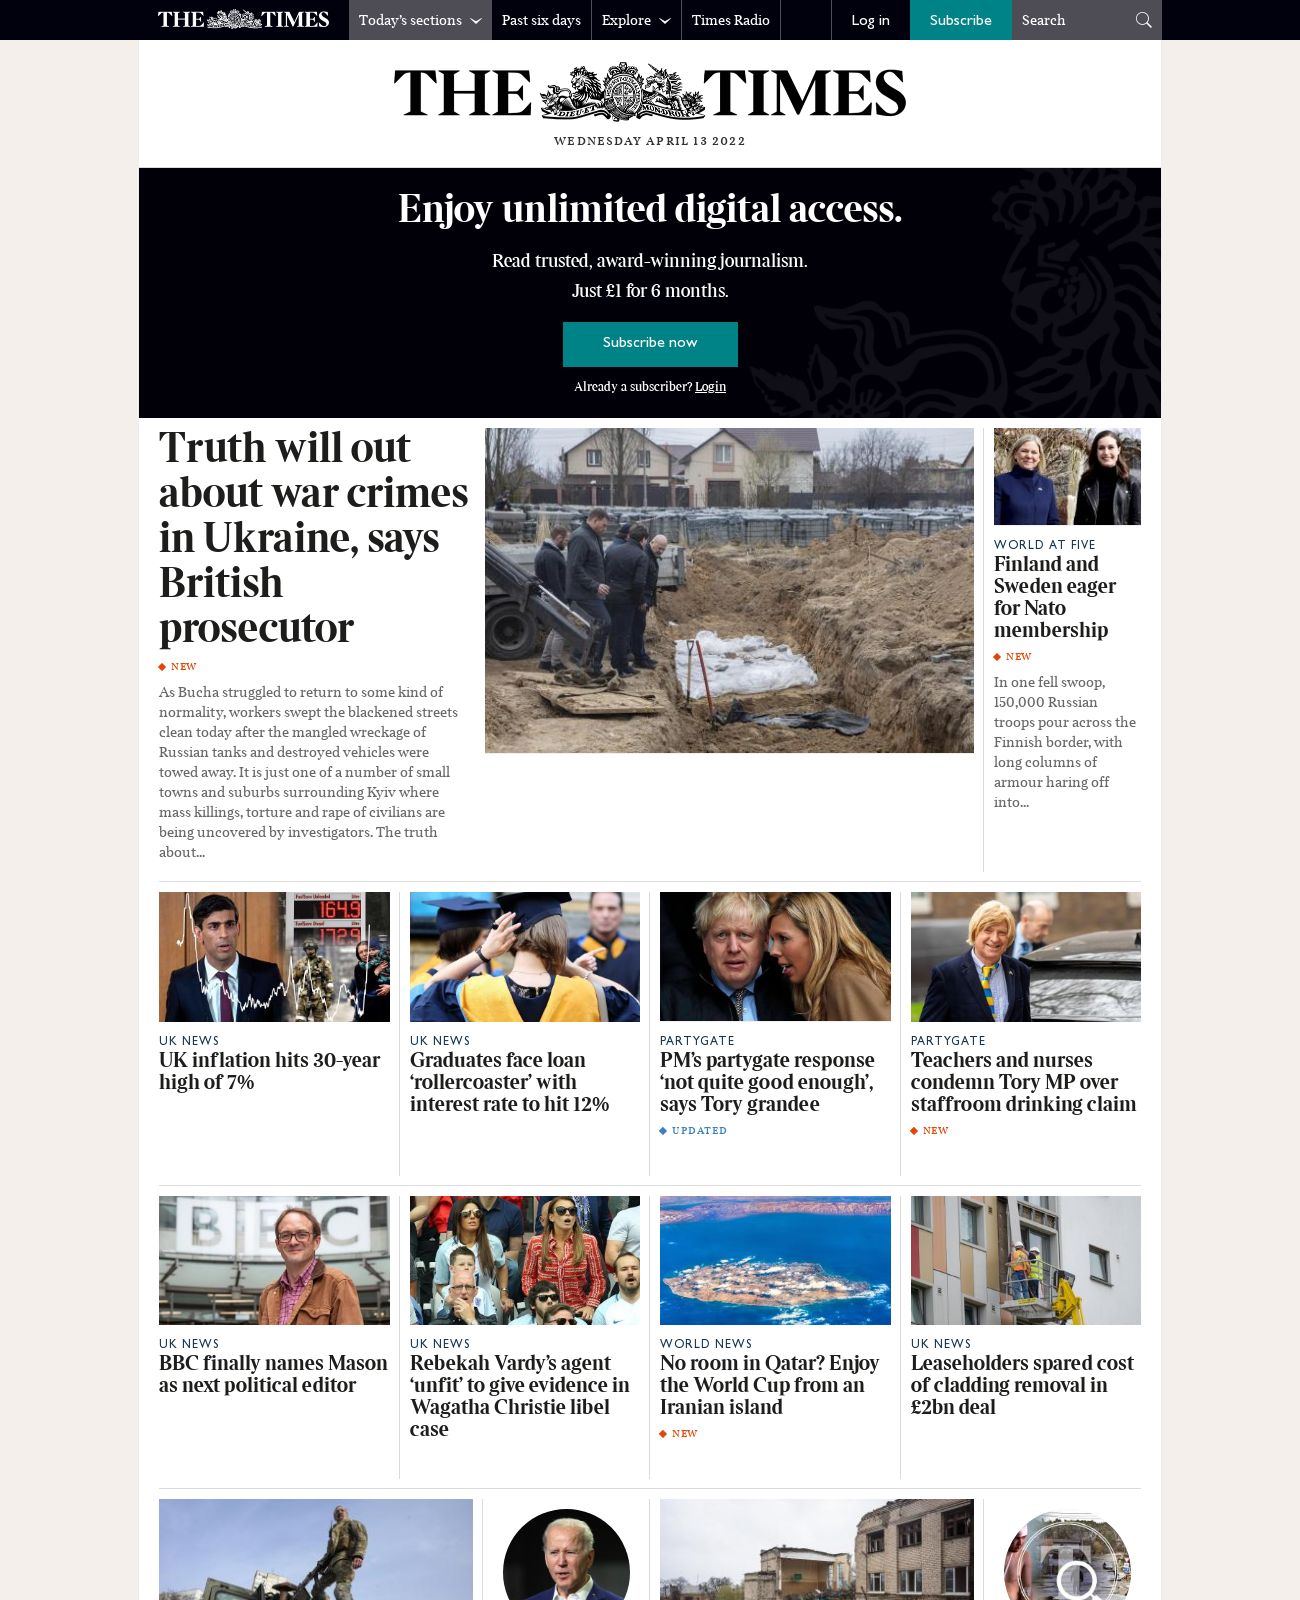 THE TIMES
Today's sections
Past six days
Explore
Times Radio
Log in
Subscribe
Search
THE TIMES
DIEU ET MON DROIT
WEDNESDAY APRIL 13 2022
Enjoy unlimited digital access.
Read trusted, award-winning journalism.
Just £1 for 6 months.
Subscribe now
Already a subscriber? Login
Truth will out
about war crimes
in Ukraine, says
British
prosecutor
NEW
As Bucha struggled to return to some kind of
normality, workers swept the blackened streets
clean today after the mangled wreckage of
Russian tanks and destroyed vehicles were
towed away. It is just one of a number of small
towns and suburbs surrounding Kyiv where
mass killings, torture and rape of civilians are
being uncovered by investigators. The truth
about...
WORLD AT FIVE
Finland and
Sweden eager
for Nato
membership
NEW
In one fell swoop,
150,000 Russian
troops pour across the
Finnish border, with
long columns of
armour haring off
into...
164.9
172.9
UK NEWS
UK inflation hits 30-year
high of 7%
UK NEWS
Graduates face loan
‘rollercoaster’ with
interest rate to hit 12%
PARTYGATE
PM’s partygate response
‘not quite good enough’,
says Tory grandee
UPDATED
PARTYGATE
Teachers and nurses
condemn Tory MP over
staffroom drinking claim
NEW
BBC
UK NEWS
BBC finally names Mason
as next political editor
UK NEWS
Rebekah Vardy’s agent
‘unfit’ to give evidence in
Wagatha Christie libel
case
WORLD NEWS
No room in Qatar? Enjoy
the World Cup from an
Iranian island
NEW
UK NEWS
Leaseholders spared cost
of cladding removal in
£2bn deal